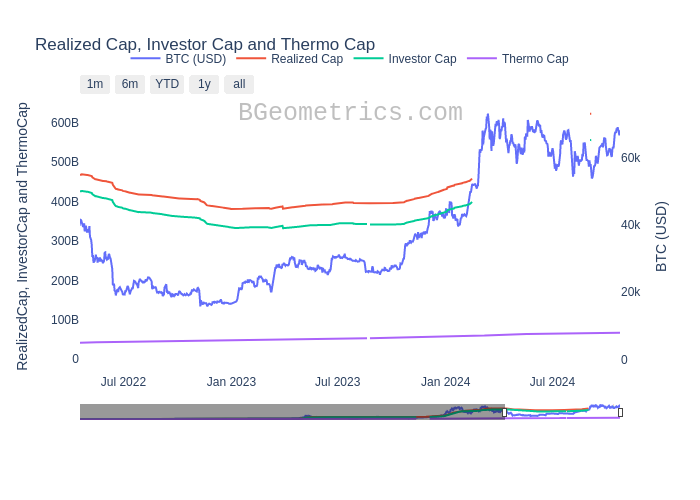 Realized Cap, Investor Cap and Thermo Cap
BTC (USD) Realized Cap Investor Cap Thermo Cap
1m 6m YTD 1y all
BGeometrics.com
RealizedCap, InvestorCap and ThermoCap
600B
500B
400B
300B
200B
100B
0
60k
40k
20k
0
BTC (USD)
Jul 2022 Jan 2023 Jul 2023 Jan 2024 Jul 2024